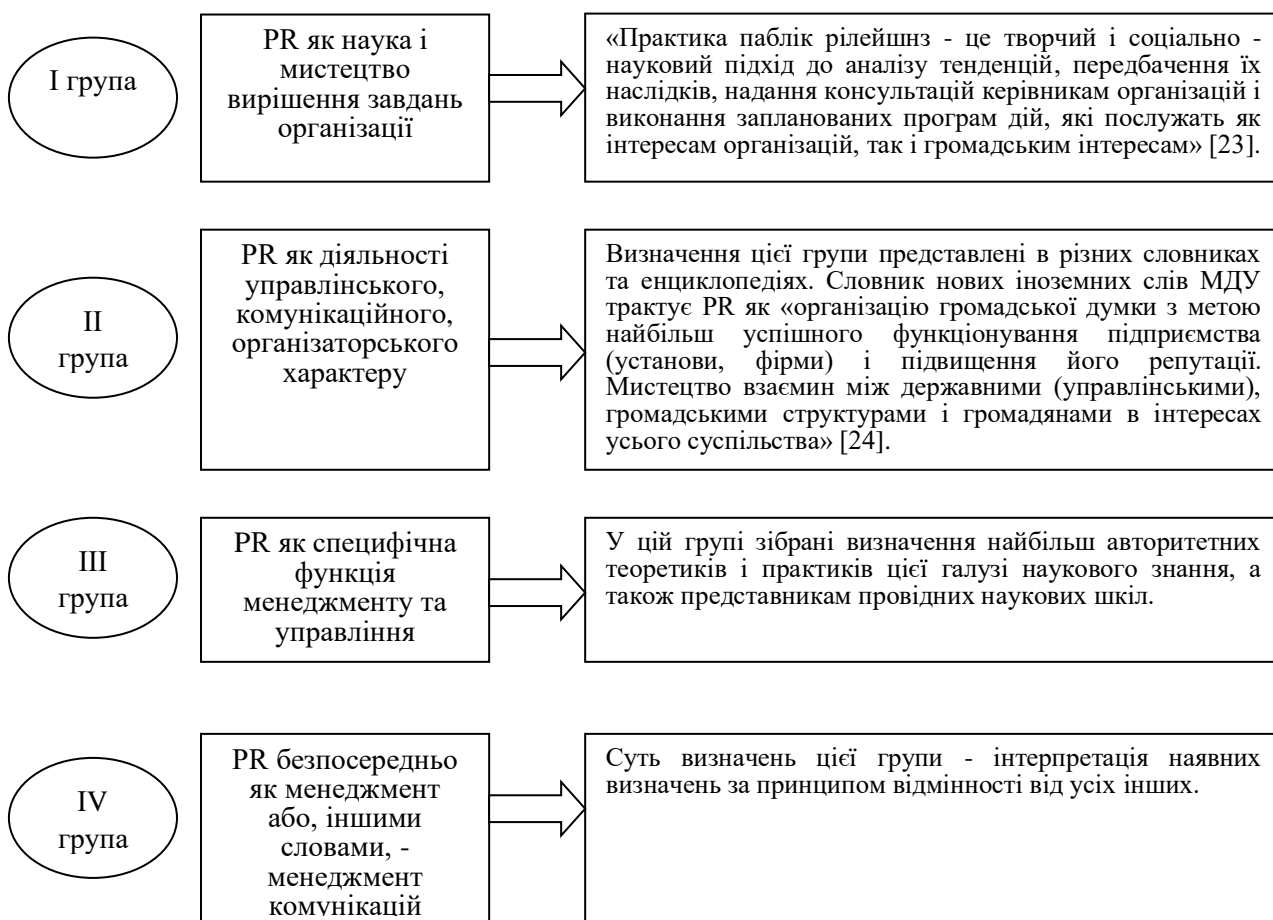 І група
PR як наука і
мистецтво
вирішення завдань
організації
«Практика паблік рілейшнз - це творчий і соціально -
науковий підхід до аналізу тенденцій, передбачення їх
наслідків, надання консультацій керівникам організацій і
виконання запланованих програм дій, які послужать як
інтересам організацій, так і громадським інтересам» [23].
ІІ
група
PR як діяльності
управлінського,
комунікаційного,
організаторського
характеру
Визначення цієї групи представлені в різних словниках
та енциклопедіях. Словник нових іноземних слів МДУ
трактує PR як «організацію громадської думки з метою
найбільш успішного функціонування підприємства
(установи, фірми) і підвищення його репутації.
Мистецтво взаємин між державними (управлінськими),
громадськими структурами і громадянами в інтересах
усього суспільства» [24].
ІІІ
група
PR як специфічна
функція
менеджменту та
управління
У цій групі зібрані визначення найбільш авторитетних
теоретиків і практиків цієї галузі наукового знання, а
також представникам провідних наукових шкіл.
IV
група
PR безпосередньо
як менеджмент
або, іншими
словами, -
менеджмент
комунікацій
Суть визначень цієї групи - інтерпретація наявних
визначень за принципом відмінності від усіх інших.